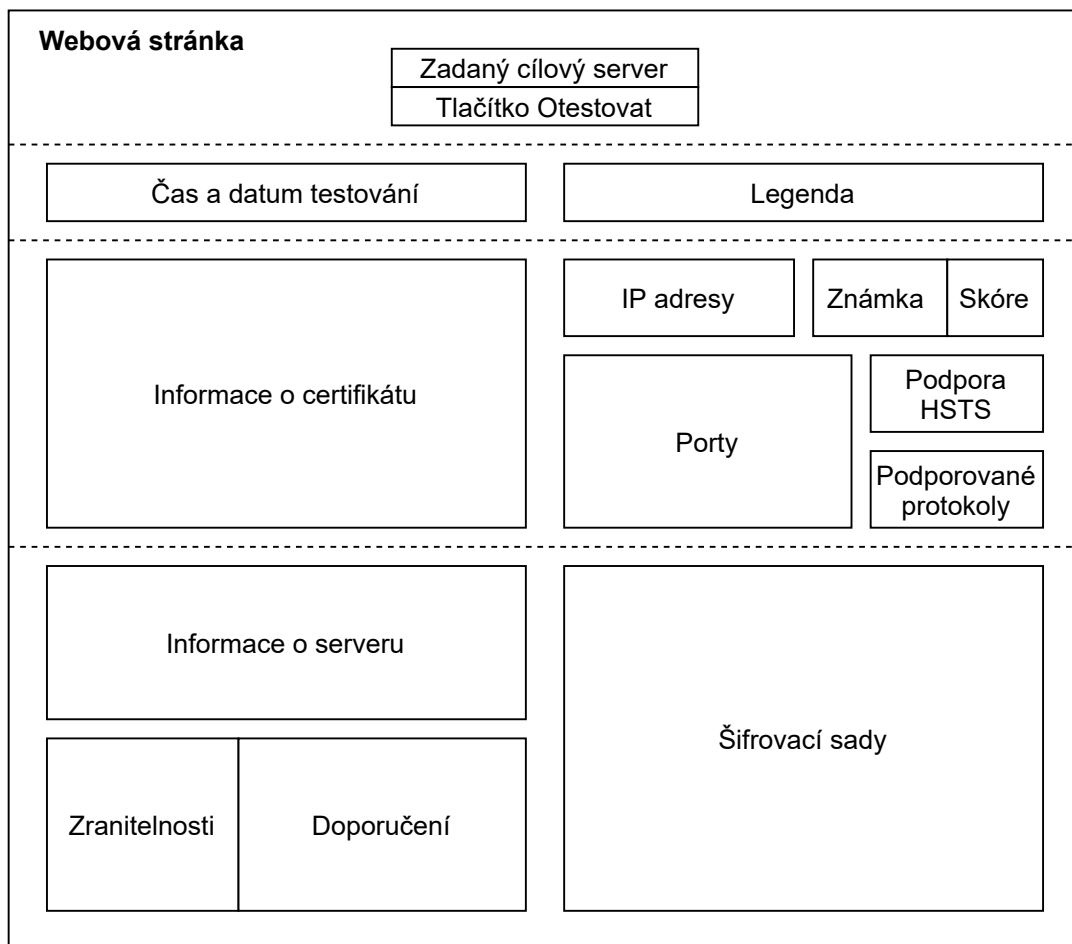 Webová stránka
Zadaný cílový server
Tlačítko Otestovat
Čas a datum testování
Legenda
Informace o certifikátu
IP adresy
Známka
Skóre
Porty
Podpora
HSTS
Podporované
protokoly
Informace o serveru
Šifrovací sady
Zranitelnosti
Doporučení